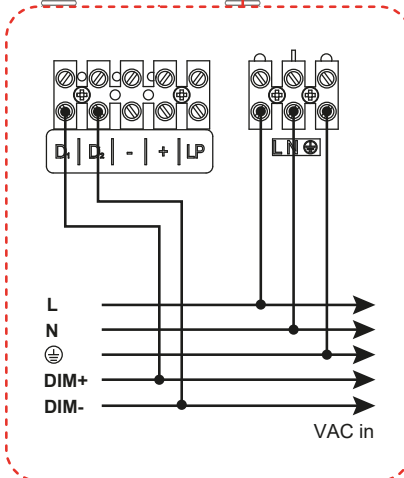 D₁ | D₂ | - | + | LP
L N
L
N
DIM+
DIM-
VAC in